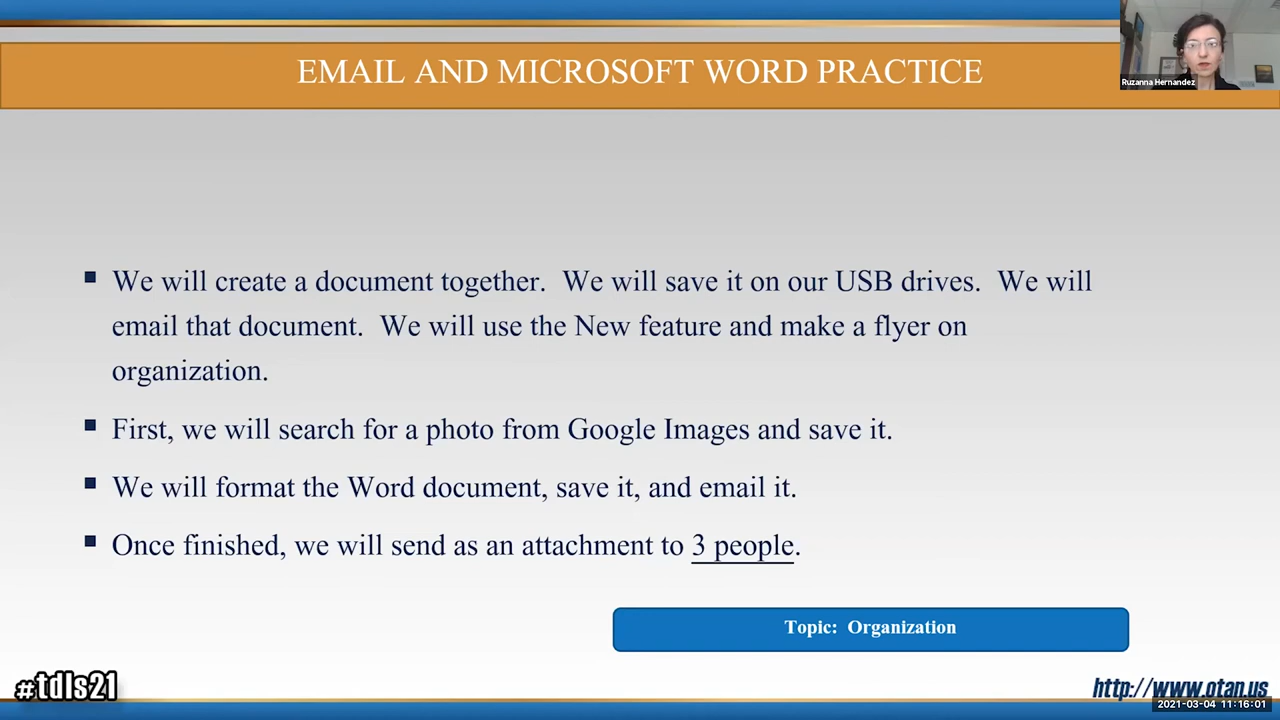 EMAIL AND MICROSOFT WORD PRACTICE
Ruzanna Hernandez
We will create a document together.  We will save it on our USB drives.  We will
email that document.  We will use the New feature and make a flyer on
organization.
First, we will search for a photo from Google Images and save it.
We will format the Word document, save it, and email it.
Once finished, we will send as an attachment to 3 people.
Topic:  Organization
#tdls21
http://www.otan.us
2021-03-04 11:16:01